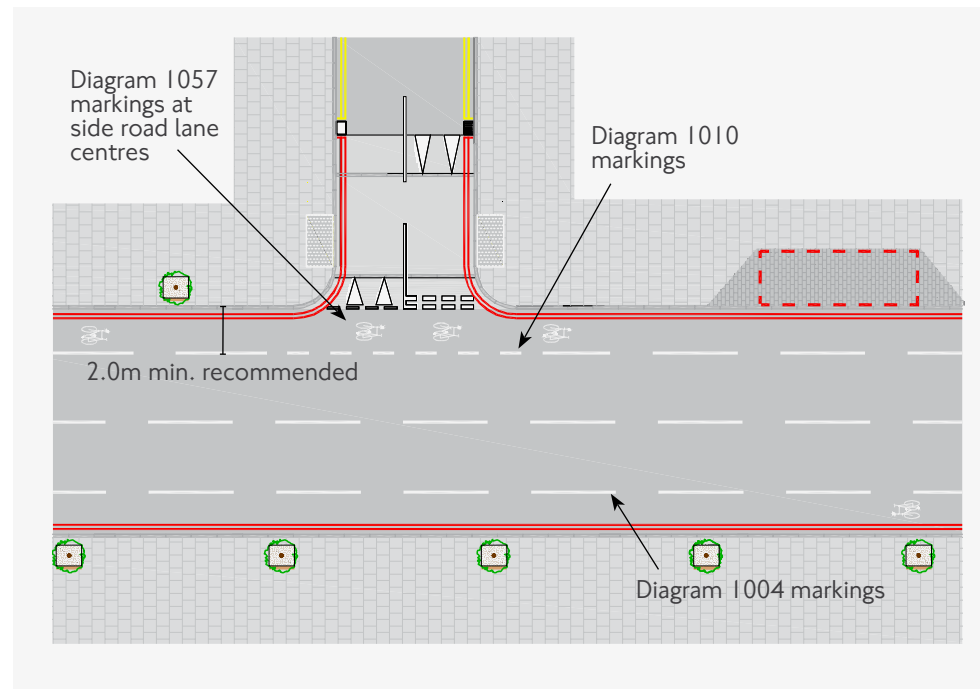 Diagram 1057
markings at
side road lane
centres
Diagram 1010
markings
2.0m min. recommended
Diagram 1004 markings